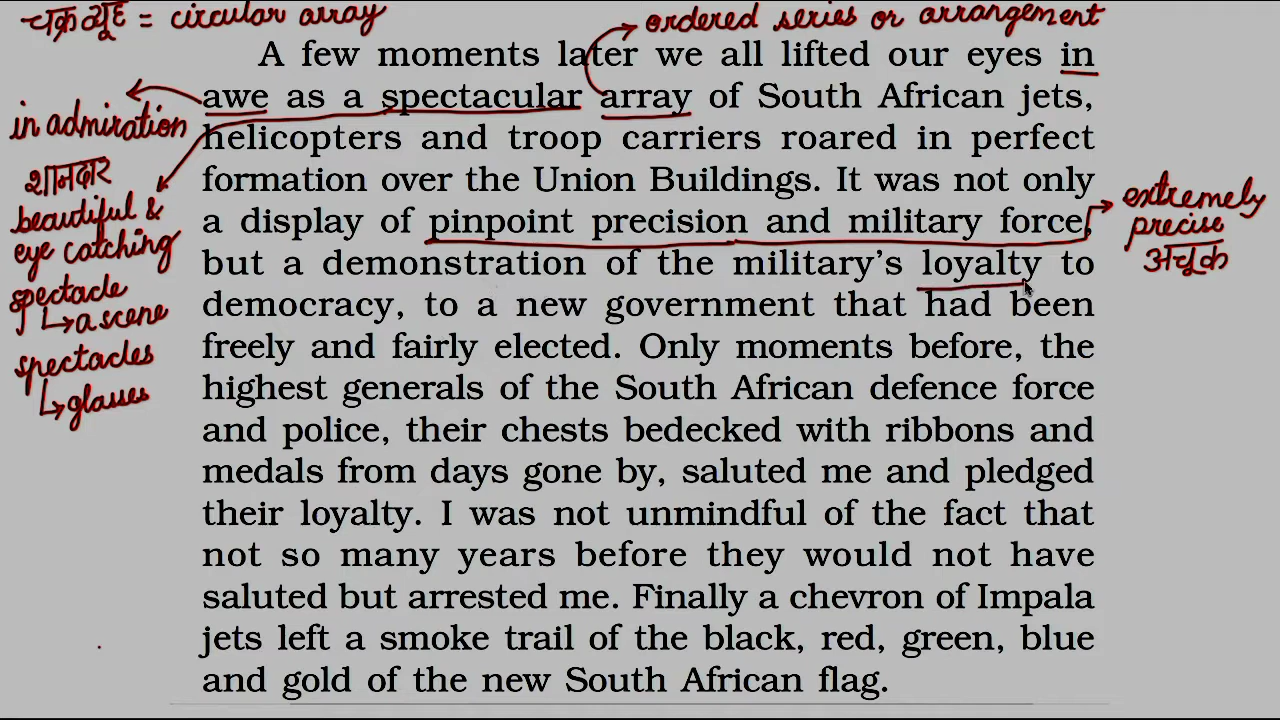 चक्रव्यूह = circular array
ordered series or arrangement
A few moments later we all lifted our eyes in
awe as a spectacular array of South African jets,
helicopters and troop carriers roared in perfect
formation over the Union Buildings. It was not only
a display of pinpoint precision and military force,
but a demonstration of the military's loyalty to
democracy, to a new government that had been
freely and fairly elected. Only moments before, the
highest generals of the South African defence force
and police, their chests bedecked with ribbons and
medals from days gone by, saluted me and pledged
their loyalty. I was not unmindful of the fact that
not so many years before they would not have
saluted but arrested me. Finally a chevron of Impala
jets left a smoke trail of the black, red, green, blue
and gold of the new South African flag.
in admiration
शानदार
beautiful &
eye catching
spectacle
a scene
spectacles
glasses
extremely
precise
अचूक